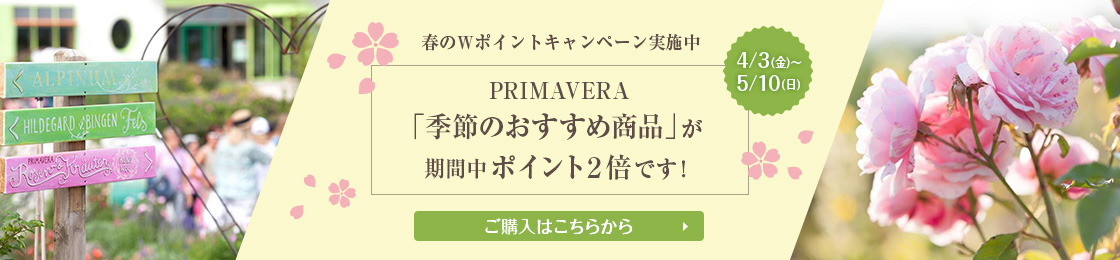 ALPINUM
HILDEGARD v. BINGEN Fels
PRIMAVERA
Reserve Kräuter
春のWポイントキャンペーン実施中
4/3(金)〜
5/10(日)
PRIMAVERA
「季節のおすすめ商品」が
期間中 ポイント2倍です!
ご購入はこちらから